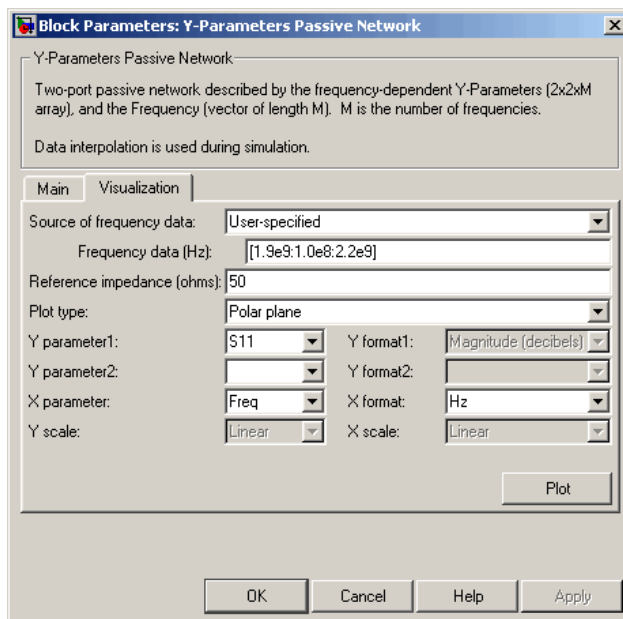 Block Parameters: Y-Parameters Passive Network
Y-Parameters Passive Network
Two-port passive network described by the frequency-dependent Y-Parameters (2x2xM
array), and the Frequency (vector of length M). M is the number of frequencies.
Data interpolation is used during simulation.
Main Visualization
Source of frequency data: User-specified
Frequency data (Hz): [1.9e9:1.0e8:2.2e9]
Reference impedance (ohms): 50
Plot type: Polar plane
Y parameter1: S11 Y format1: Magnitude (decibels)
Y parameter2: Y format2:
X parameter: Freq X format: Hz
Y scale: Linear X scale: Linear
Plot
OK Cancel Help Apply